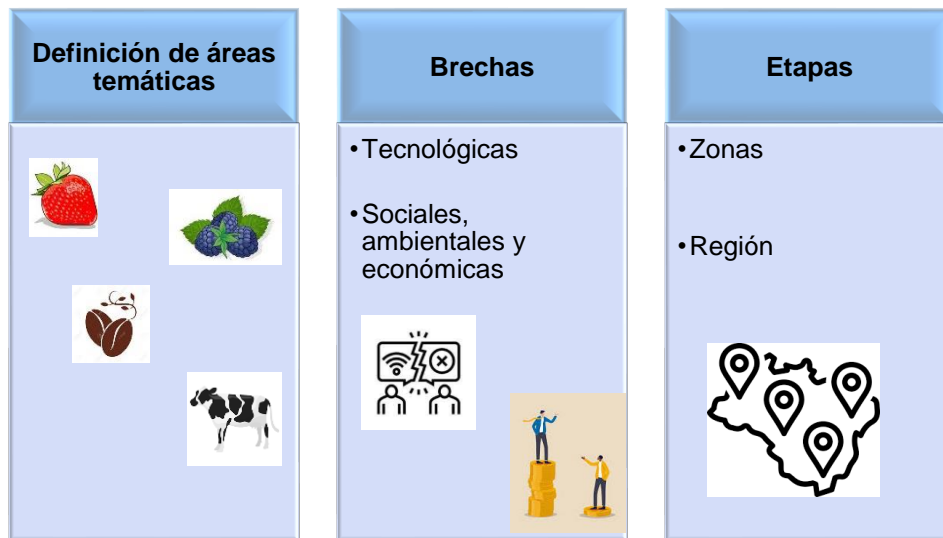 Definición de áreas
temáticas
Brechas
•Tecnológicas
•Sociales,
ambientales y
económicas
Etapas
•Zonas
•Región